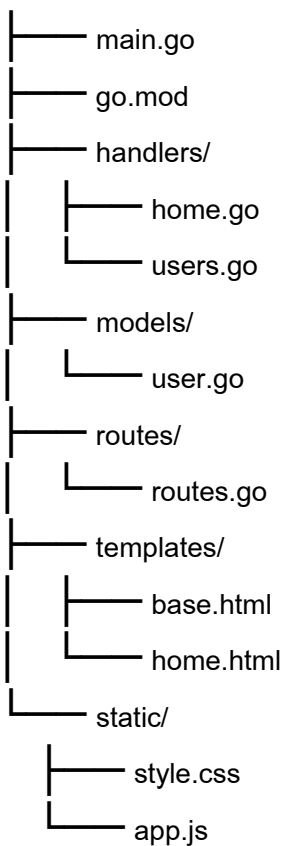 main.go
go.mod
handlers/
home.go
users.go
models/
user.go
routes/
routes.go
templates/
base.html
home.html
static/
style.css
app.js